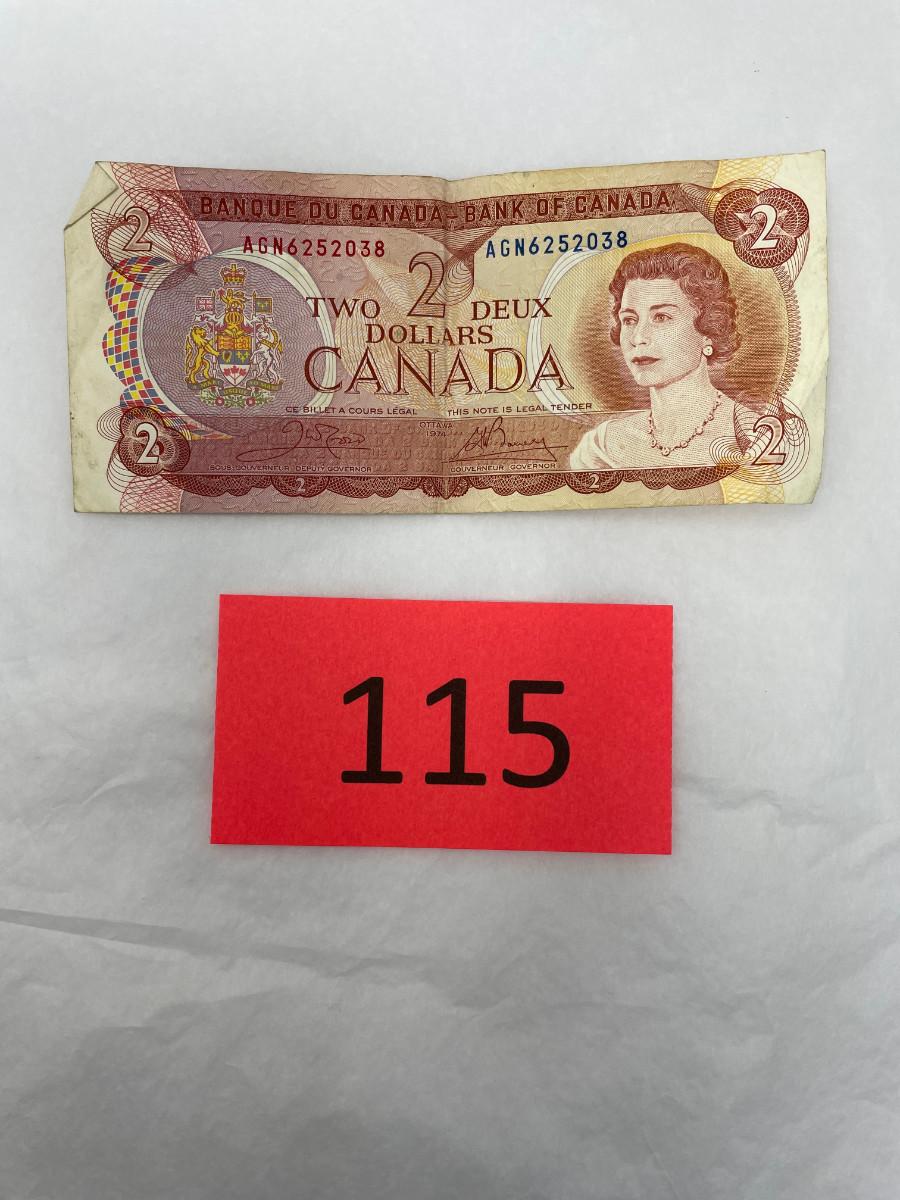 BANQUE DU CANADA–BANK OF CANADA
2 2
AGN6252038 AGN6252038
2
TWO DEUX
DOLLARS
CANADA
CE BILLET A COURS LÉGAL THIS NOTE IS LEGAL TENDER
OTTAWA
1974
2 2
SOUS-GOUVERNEUR DEPUTY GOVERNOR GOUVERNEUR GOVERNOR
2 2
115